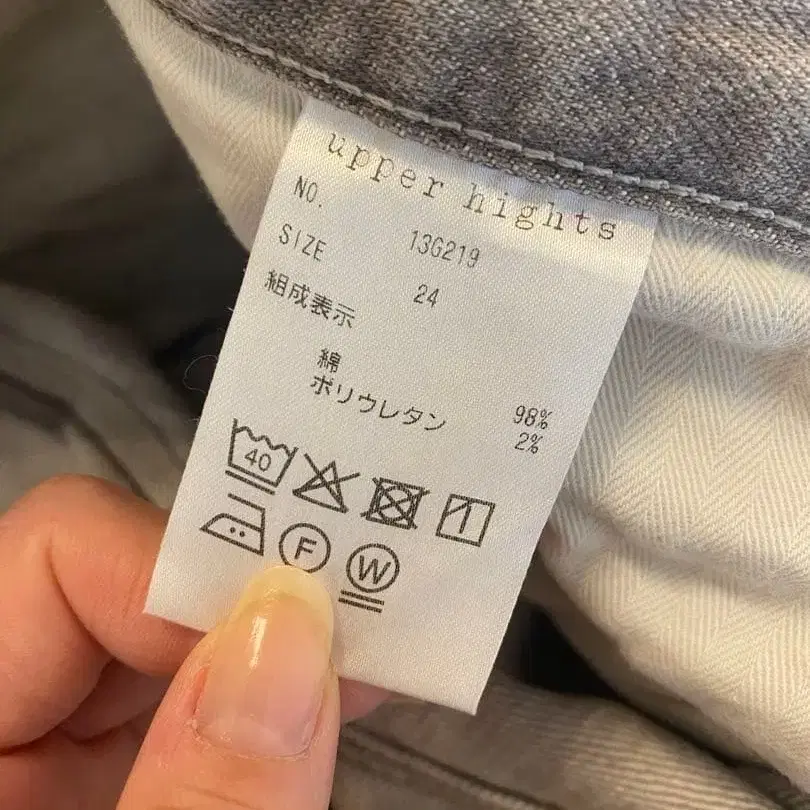 upper hights
NO. 13G219
SIZE 24
組成表示
綿 98%
ポリウレタン 2%
40
F W